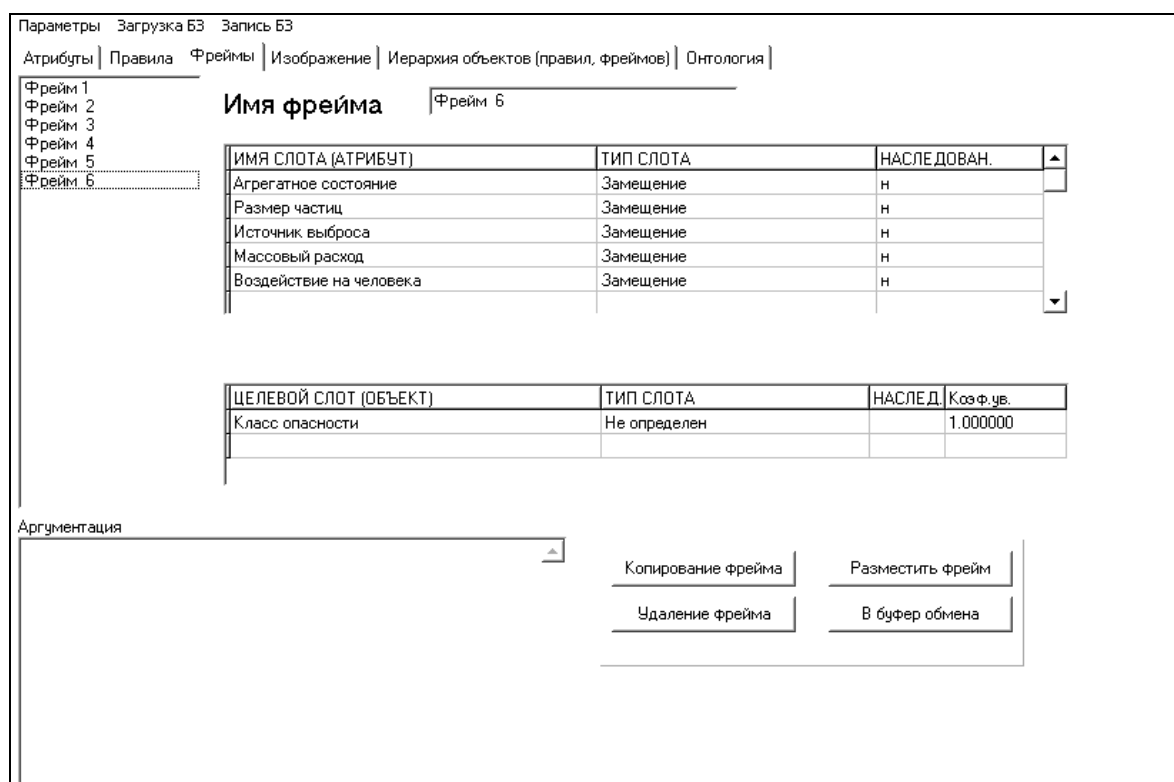 Параметры Загрузка БЗ Запись БЗ
Атрибуты Правила Фреймы Изображение Иерархия объектов (правил, фреймов) Онтология
Фрейм 1
Фрейм 2
Фрейм 3
Фрейм 4
Фрейм 5
Фрейм 6
Имя фрейма Фрейм 6
ИМЯ СЛОТА (АТРИБУТ) ТИП СЛОТА НАСЛЕДОВАН.
Агрегатное состояние Замещение н
Размер частиц Замещение н
Источник выброса Замещение н
Массовый расход Замещение н
Воздействие на человека Замещение н
ЦЕЛЕВОЙ СЛОТ (ОБЪЕКТ) ТИП СЛОТА НАСЛЕД. Коэф.ув.
Класс опасности Не определен 1.000000
Аргументация
Копирование фрейма Разместить фрейм
Удаление фрейма В буфер обмена